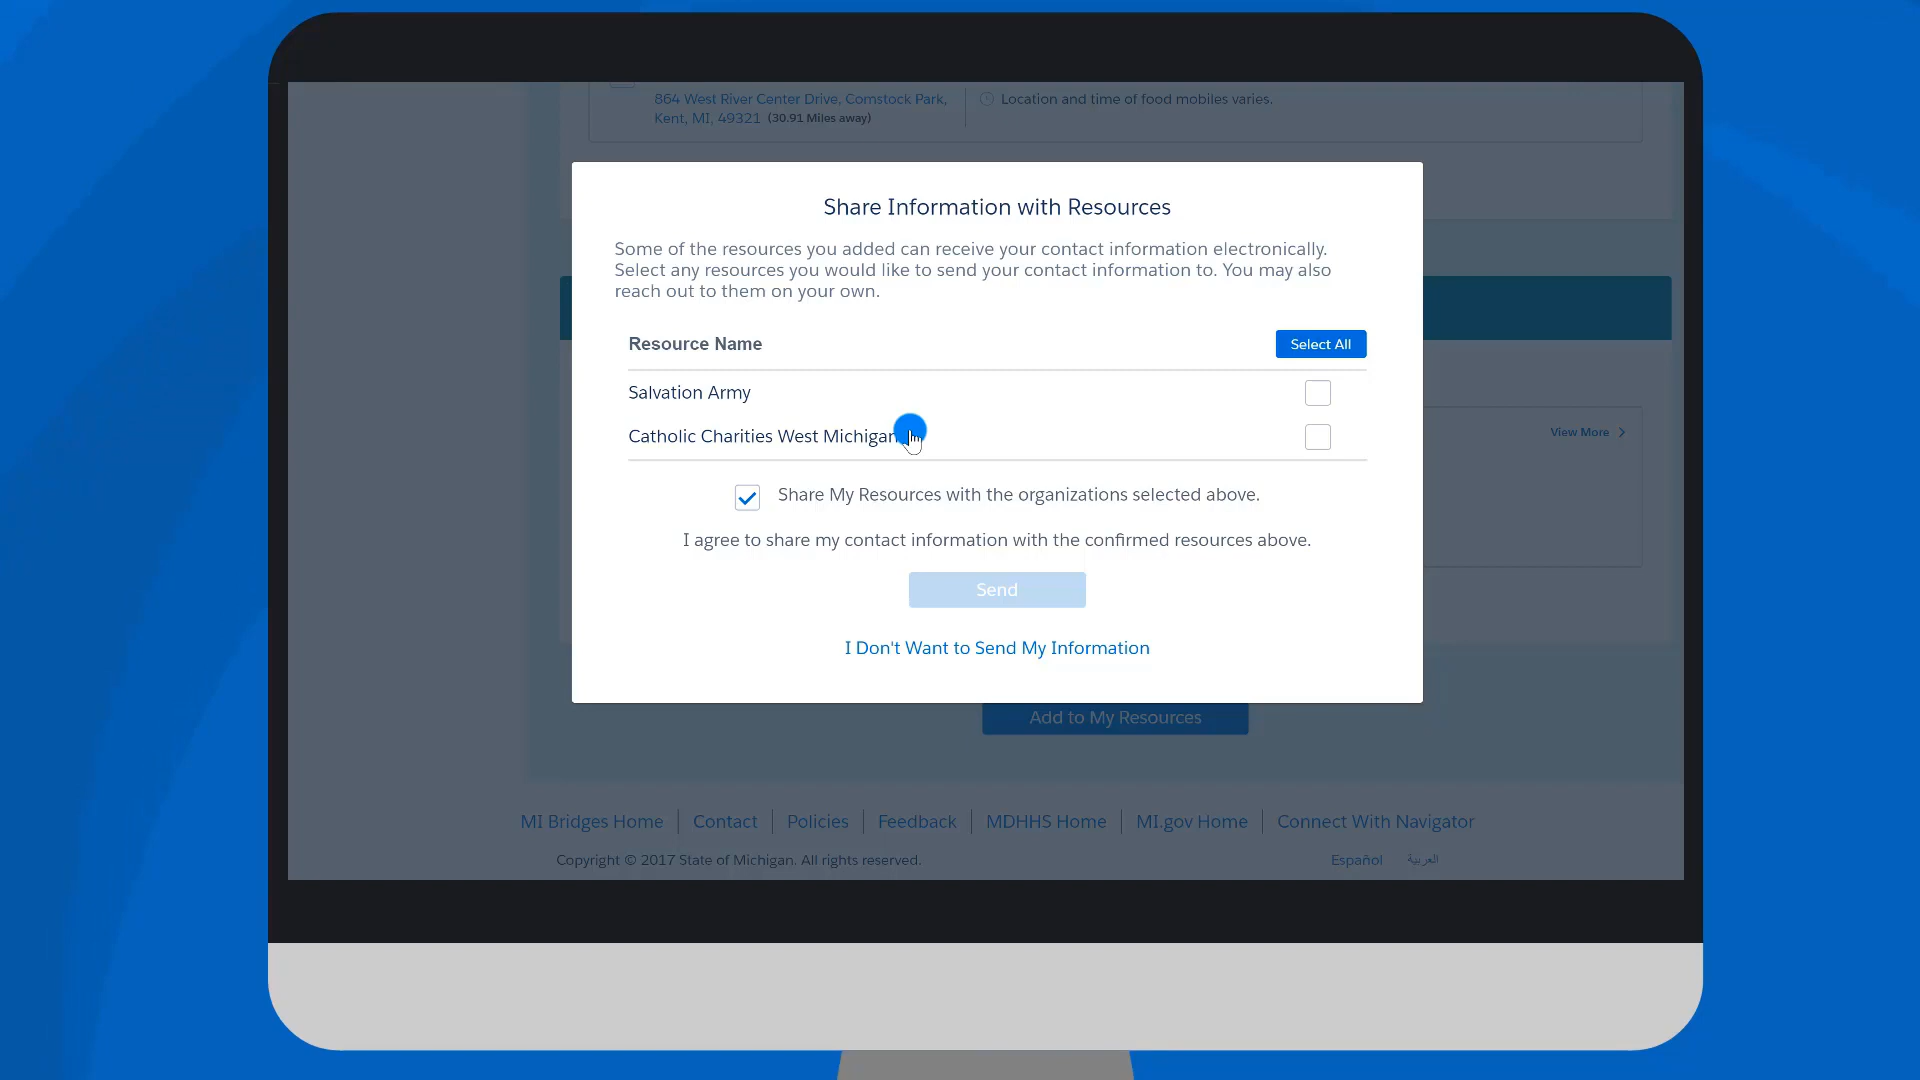 864 West River Center Drive, Comstock Park,
Kent, MI, 49321 (30.91 Miles away)
Location and time of food mobiles varies.
Share Information with Resources
Some of the resources you added can receive your contact information electronically.
Select any resources you would like to send your contact information to. You may also
reach out to them on your own.
Resource Name
Select All
Salvation Army
Catholic Charities West Michigan
View More
Share My Resources with the organizations selected above.
I agree to share my contact information with the confirmed resources above.
Send
I Don't Want to Send My Information
Add to My Resources
MI Bridges Home
Contact
Policies
Feedback
MDHHS Home
MI.gov Home
Connect With Navigator
Copyright © 2017 State of Michigan. All rights reserved.
Español
العربية